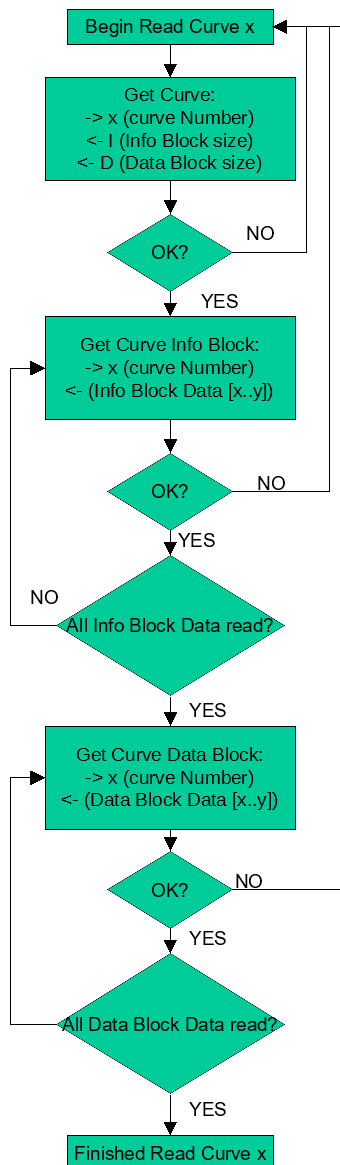 Begin Read Curve x
Get Curve:
-> x (curve Number)
<- I (Info Block size)
<- D (Data Block size)
OK?
NO
YES
Get Curve Info Block:
-> x (curve Number)
<- (Info Block Data [x..y])
OK?
NO
YES
NO
All Info Block Data read?
YES
Get Curve Data Block:
-> x (curve Number)
<- (Data Block Data [x..y])
OK?
NO
YES
All Data Block Data read?
YES
Finished Read Curve x